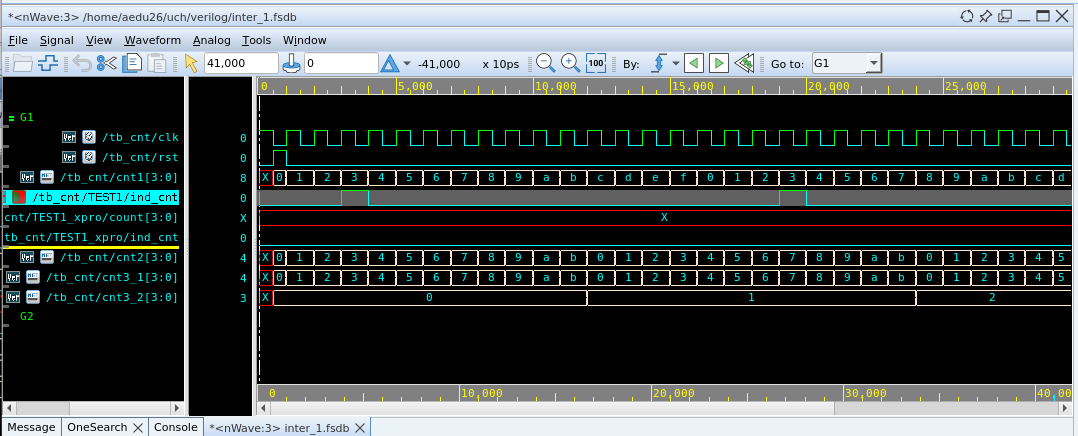 *<nWave:3> /home/aedu26/uch/verilog/inter_1.fsdb
File Signal View Waveform Analog Tools Window
41,000 0 -41,000 x 10ps 100 By: Go to: G1
0 5,000 10,000 15,000 20,000 25,000
= G1
Ver /tb_cnt/clk 0
Ver /tb_cnt/rst 0
Ver /tb_cnt/cnt1[3:0] 8 X 0 1 2 3 4 5 6 7 8 9 a b c d e f 0 1 2 3 4 5 6 7 8 9 a b c d
/tb_cnt/TEST1/ind_cnt 0
cnt/TEST1_xpro/count[3:0] X X
tb_cnt/TEST1_xpro/ind_cnt 0
Ver /tb_cnt/cnt2[3:0] 4 X 0 1 2 3 4 5 6 7 8 9 a b 0 1 2 3 4 5 6 7 8 9 a b 0 1 2 3 4 5
Ver /tb_cnt/cnt3_1[3:0] 4 X 0 1 2 3 4 5 6 7 8 9 a b 0 1 2 3 4 5 6 7 8 9 a b 0 1 2 3 4 5
Ver /tb_cnt/cnt3_2[3:0] 3 X 0 1 2
G2
0 10,000 20,000 30,000 40,00
Message OneSearch Console *<nWave:3> inter_1.fsdb